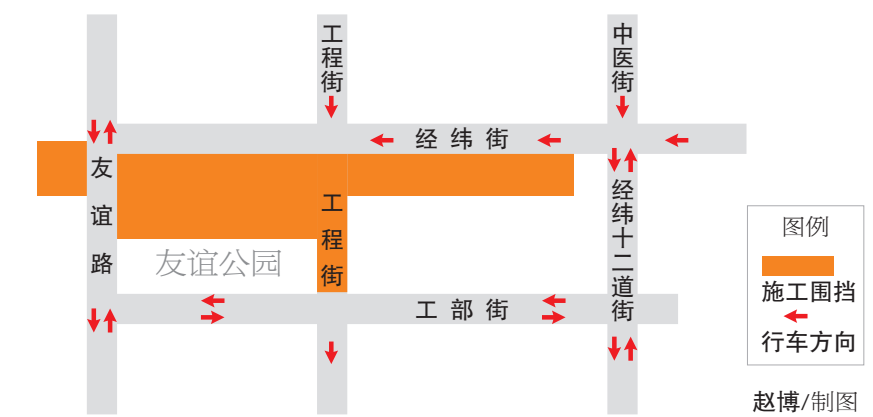 工程街
中医街
经纬街
友谊路
工程街
经纬十二道街
友谊公园
工部街
图例
施工围挡
行车方向
赵博/制图